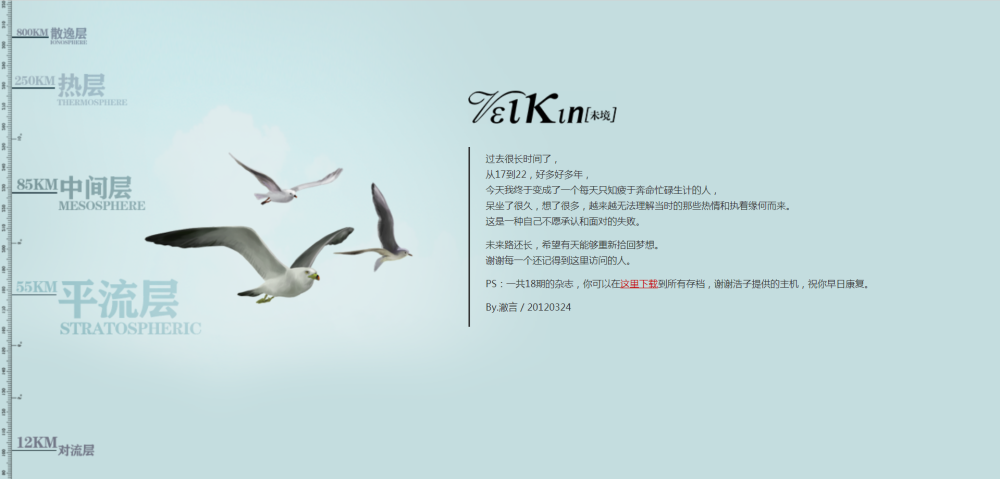 800KM 散逸层
IONOSPHERE
250KM 热层
THERMOSPHERE
85KM 中间层
MESOSPHERE
55KM 平流层
STRATOSPHERIC
12KM 对流层
Velkin[未境]
过去很长时间了，
从17到22，好多好多年，
今天我终于变成了一个每天只知疲于奔命忙碌生计的人，
呆坐了很久，想了很多，越来越无法理解当时的那些热情和执着缘何而来。
这是一种自己不愿承认和面对的失败。
未来路还长，希望有天能够重新拾回梦想。
谢谢每一个还记得到这里访问的人。
PS：一共18期的杂志，你可以在这里下载到所有存档，谢谢浩子提供的主机，祝你早日康复。
By.澈言 / 20120324